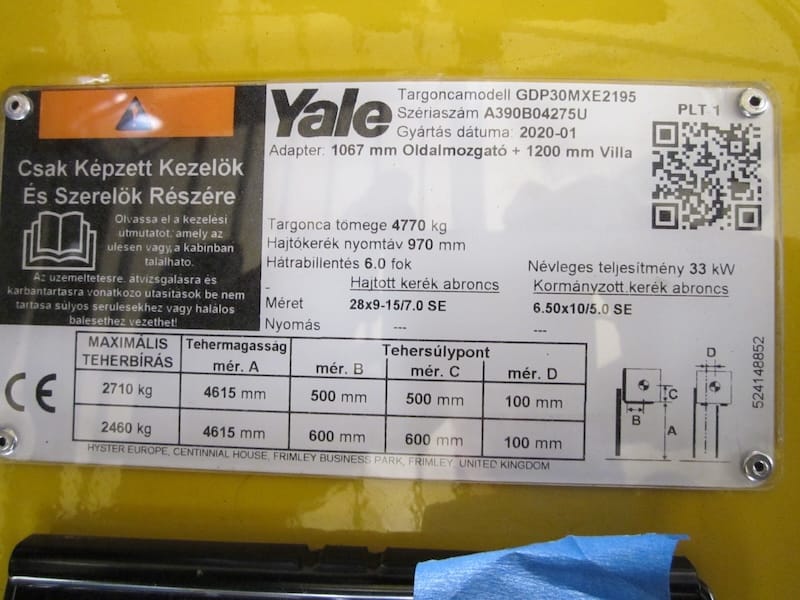 Csak Képzett Kezelök
És Szerelök Részére
Olvassa el a kezelési
utmutatot, amely az
ulesen vagy, a kabinban
talalhato.
Az uzemeltetesre, atvizsgalasra és
karbantartasra vonatkozo utasitasok be nem
tartasa súlyos serulesekhez vagy halálos
balesethez vezethet!
Yale
Targoncamodell GDP30MXE2195
Szériaszám A390B04275U
Gyártás dátuma: 2020-01
Adapter: 1067 mm Oldalmozgató + 1200 mm Villa
PLT 1
Targonca tömege 4770 kg
Hajtókerék nyomtáv 970 mm
Hátrabillentés 6.0 fok
Névleges teljesítmény 33 kW
- Hajtott kerék abroncs Kormányzott kerék abroncs
Méret 28x9-15/7.0 SE 6.50x10/5.0 SE
Nyomás --- ---
MAXIMÁLIS TEHERBÍRÁS Tehermagasság mér. A Tehersúlypont
mér. B mér. C mér. D
2710 kg 4615 mm 500 mm 500 mm 100 mm
2460 kg 4615 mm 600 mm 600 mm 100 mm
CE
HYSTER EUROPE, CENTINNIAL HOUSE, FRIMLEY BUSINESS PARK, FRIMLEY, UNITED KINGDOM
D
C
B
A
524148852